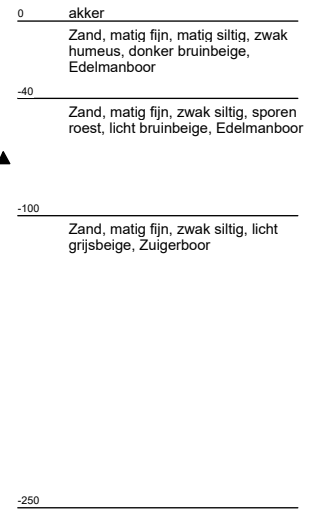 0 akker
Zand, matig fijn, matig siltig, zwak
humeus, donker bruinbeige,
Edelmanboor
-40
Zand, matig fijn, zwak siltig, sporen
roest, licht bruinbeige, Edelmanboor
-100
Zand, matig fijn, zwak siltig, licht
grijsbeige, Zuigerboor
-250